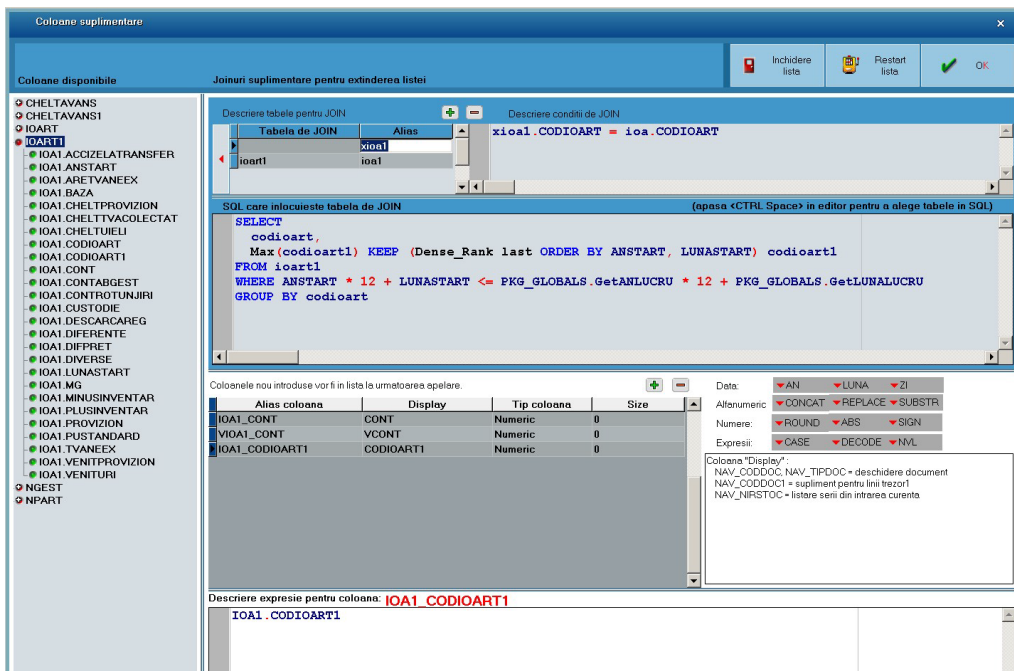 Coloane suplimentare
Inchidere lista
Restart lista
OK
Coloane disponibile
Joinuri suplimentare pentru extinderea listei
CHELTAVANS
CHELTAVANS1
IOART
IOART1
IOA1.ACCIZELATRANSFER
IOA1.ANSTART
IOA1.ARETVANEEX
IOA1.BAZA
IOA1.CHELTPROVIZION
IOA1.CHELTTVACOLECTAT
IOA1.CHELTUIELI
IOA1.CODIOART
IOA1.CODIOART1
IOA1.CONT
IOA1.CONTABGEST
IOA1.CONTROTUNJIRI
IOA1.CUSTODIE
IOA1.DESCARCAREG
IOA1.DIFERENTE
IOA1.DIFPRET
IOA1.DIVERSE
IOA1.LUNASTART
IOA1.MG
IOA1.MINUSINVENTAR
IOA1.PLUSINVENTAR
IOA1.PROVIZION
IOA1.PUSTANDARD
IOA1.TVANEEX
IOA1.VENITPROVIZION
IOA1.VENITURI
NGEST
NPART
Descriere tabele pentru JOIN
Descriere conditii de JOIN
Tabela de JOIN Alias
xioa1
ioart1 ioa1
xioa1.CODIOART = ioa.CODIOART
SQL care inlocuieste tabela de JOIN (apasa <CTRL Space> in editor pentru a alege tabele in SQL)
SELECT
codioart,
Max(codioart1) KEEP (Dense_Rank last ORDER BY ANSTART, LUNASTART) codioart1
FROM ioart1
WHERE ANSTART * 12 + LUNASTART <= PKG_GLOBALS.GetANLUCRU * 12 + PKG_GLOBALS.GetLUNALUCRU
GROUP BY codioart
Coloanele nou introduse vor fi in lista la urmatoarea apelare.
Alias coloana Display Tip coloana Size
IOA1_CONT CONT Numeric 0
VIOA1_CONT VCONT Numeric 0
IOA1_CODIOART1 CODIOART1 Numeric 0
Data: AN LUNA ZI
Alfanumeric CONCAT REPLACE SUBSTR
Numere: ROUND ABS SIGN
Expresii: CASE DECODE NVL
Coloana "Display" :
NAV_CODDOC, NAV_TIPDOC = deschidere document
NAV_CODDOC1 = supliment pentru linii trezor1
NAV_NIRSTOC = listare serii din intrarea curenta
Descriere expresie pentru coloana: IOA1_CODIOART1
IOA1.CODIOART1